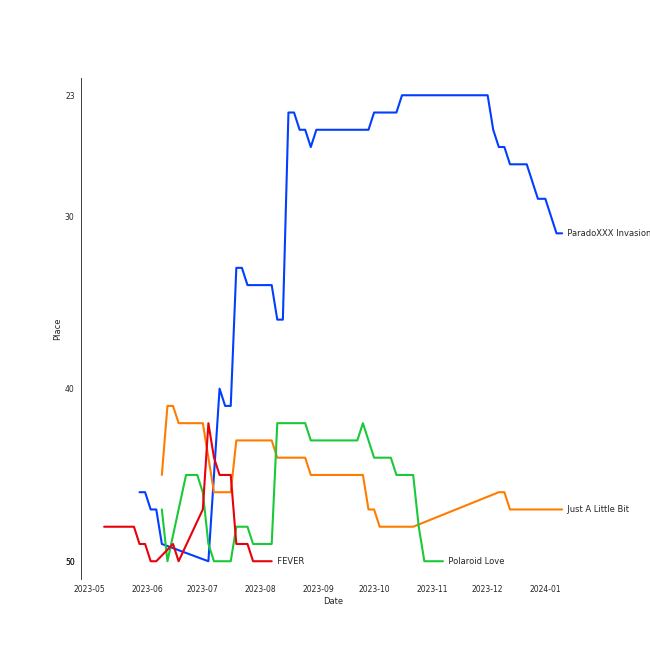 23
30
ParadoXXX Invasion
Place
40
Just A Little Bit
50
FEVER
Polaroid Love
2023-05 2023-06 2023-07 2023-08 2023-09 2023-10 2023-11 2023-12 2024-01
Date